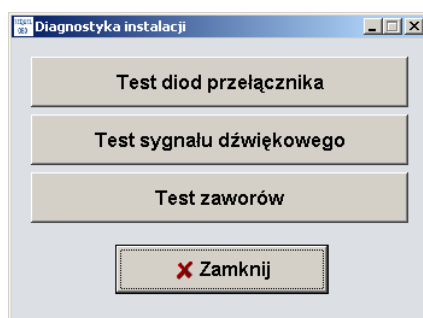 Diagnostyka instalacji
Test diod przełącznika
Test sygnału dźwiękowego
Test zaworów
Zamknij